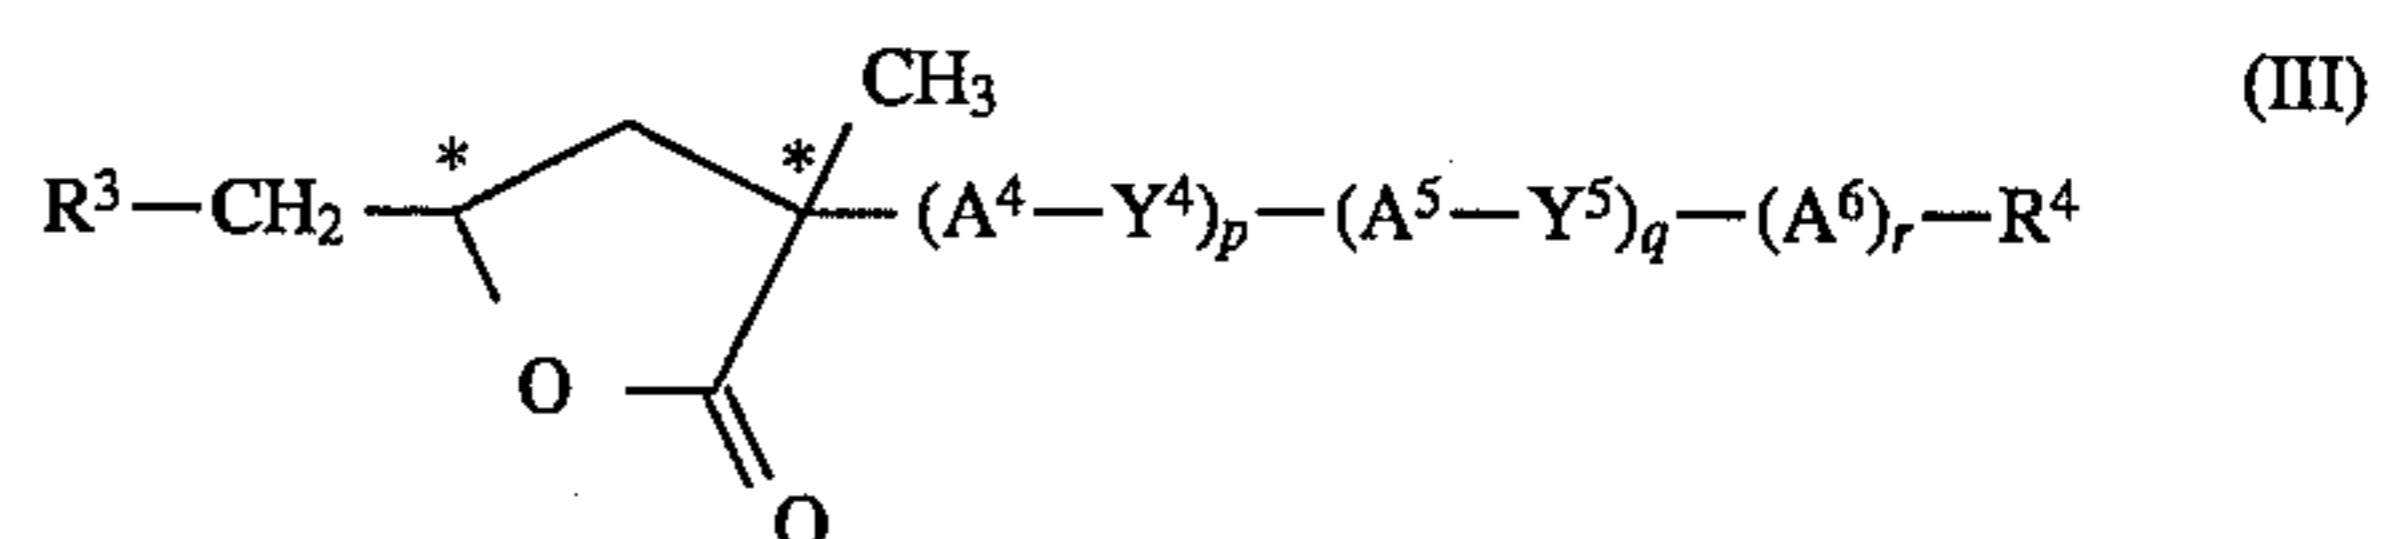 CH₃
(III)
* *
R³—CH₂ (A⁴—Y⁴)ₚ—(A⁵—Y⁵)q—(A⁶)ᵣ—R⁴
O
O